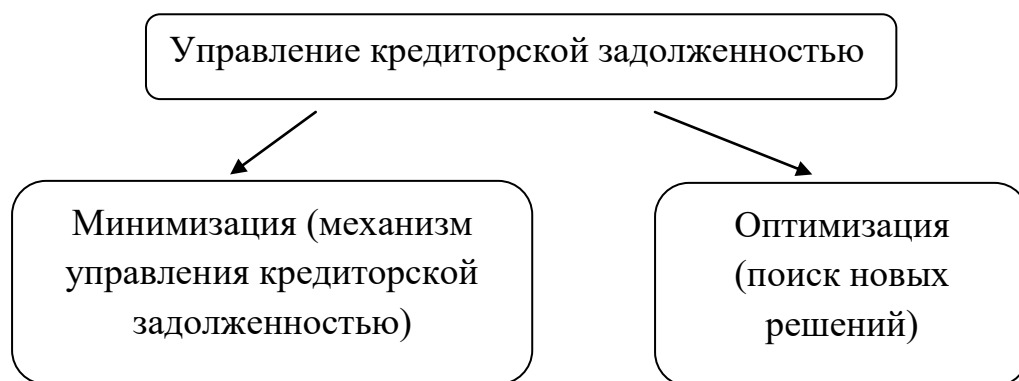 Управление кредиторской задолженностью
Минимизация (механизм
управления кредиторской
задолженностью)
Оптимизация
(поиск новых
решений)